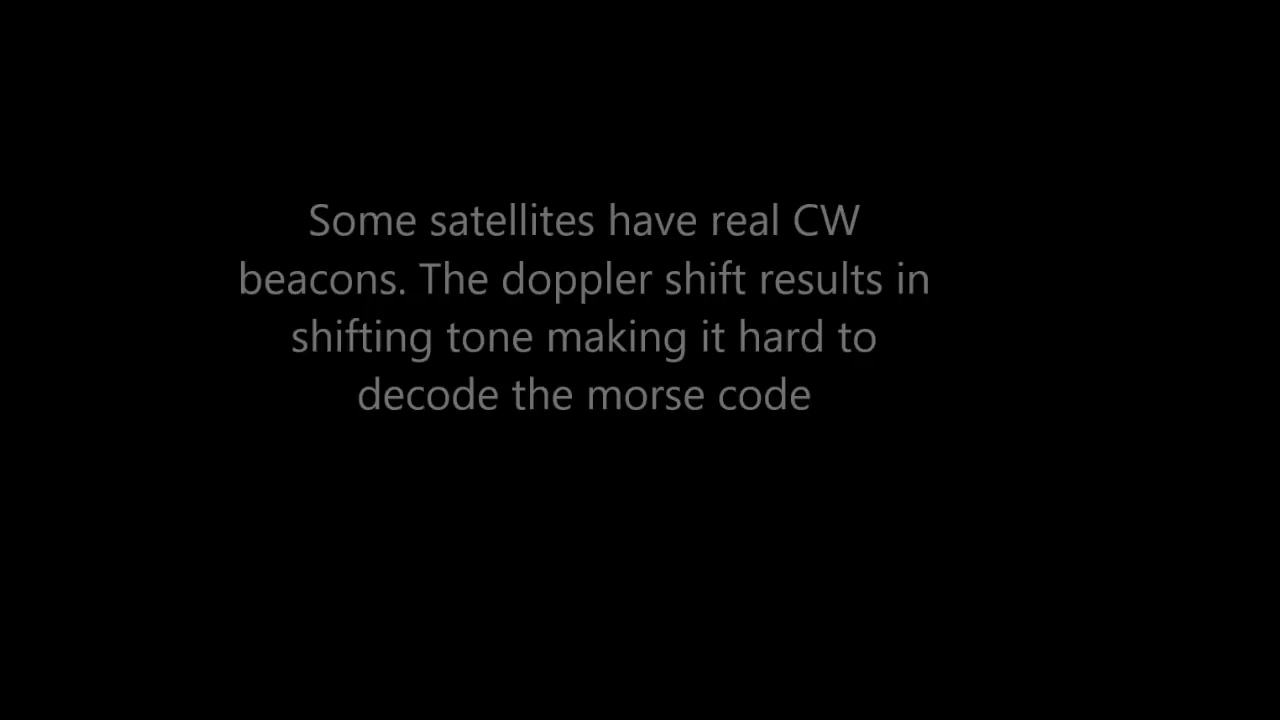 Some satellites have real CW
beacons. The doppler shift results in
shifting tone making it hard to
decode the morse code